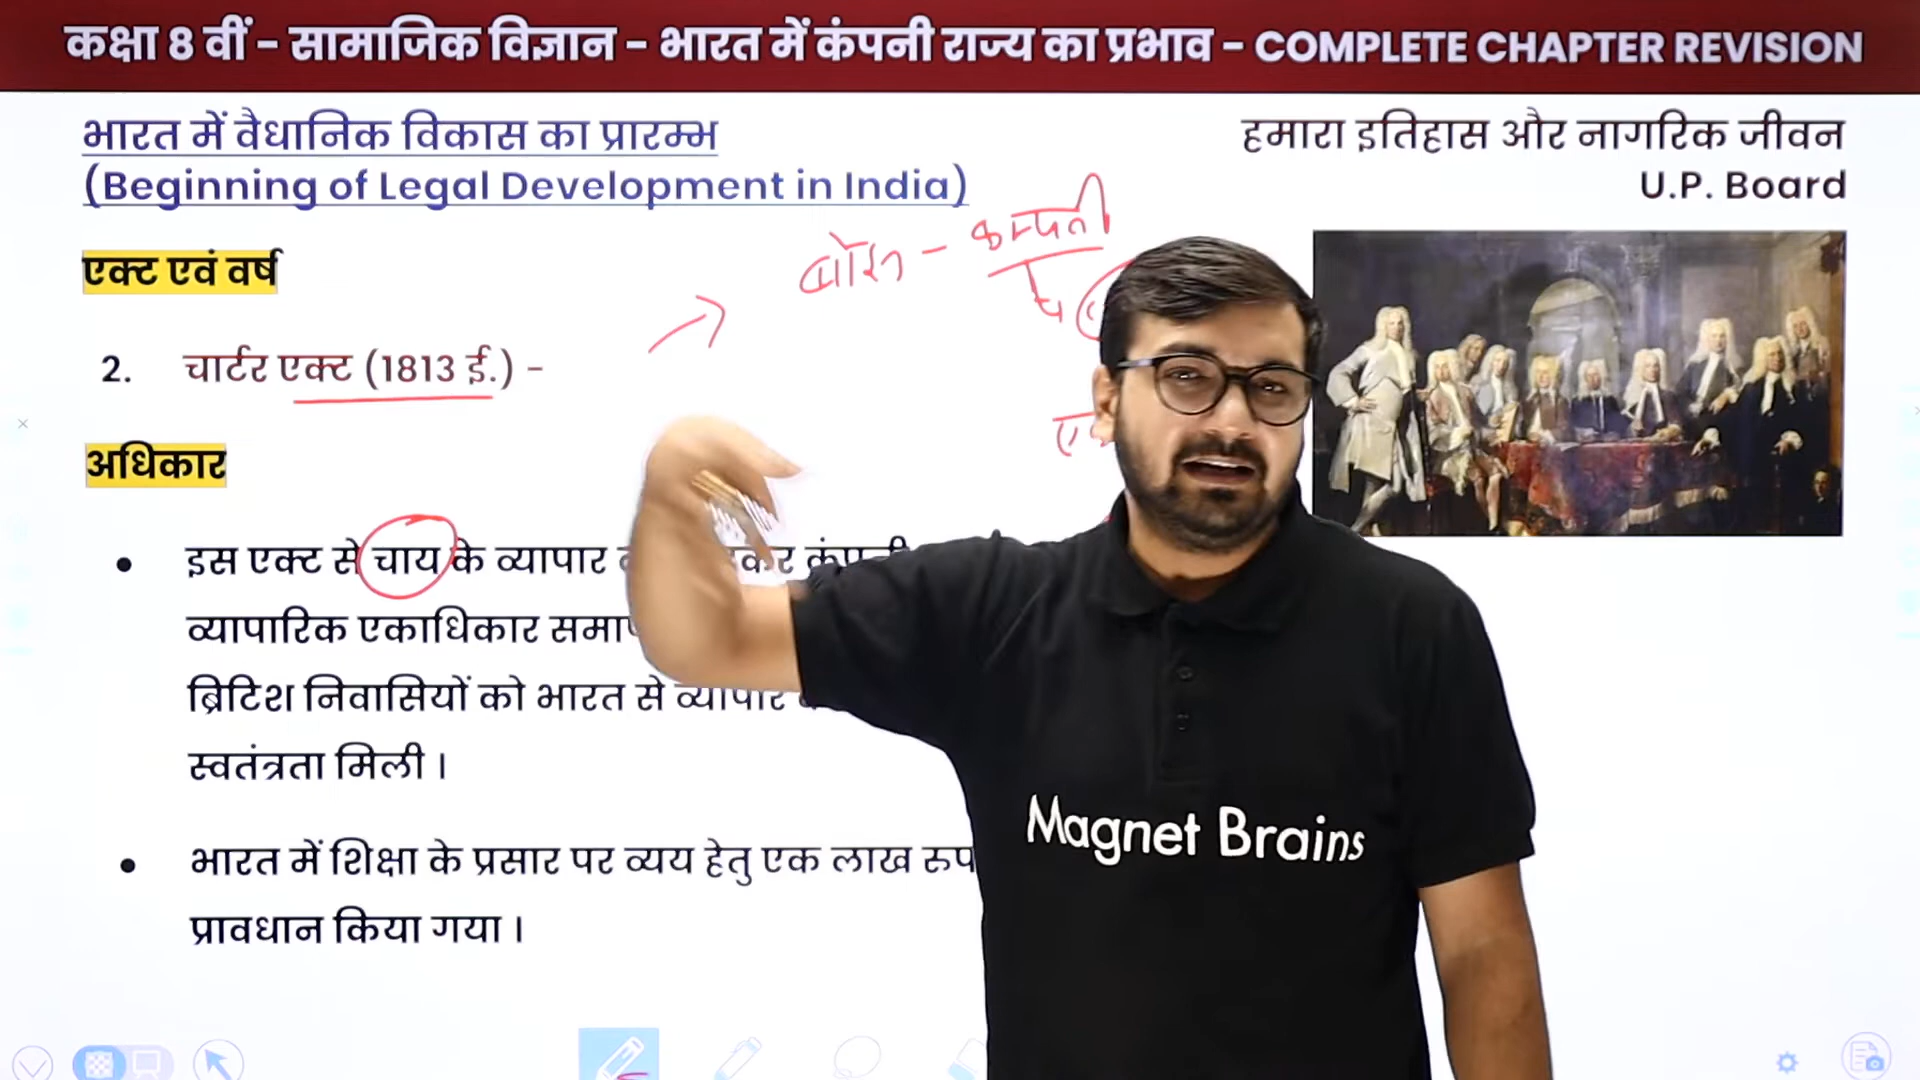 कक्षा 8 वीं - सामाजिक विज्ञान - भारत में कंपनी राज्य का प्रभाव - COMPLETE CHAPTER REVISION
भारत में वैधानिक विकास का प्रारम्भ
(Beginning of Legal Development in India)
हमारा इतिहास और नागरिक जीवन
U.P. Board
एक्ट एवं वर्ष
कम्पनी
2. चार्टर एक्ट (1813 ई.) -
अधिकार
• इस एक्ट से चाय के व्यापार
व्यापारिक एकाधिकार
ब्रिटिश निवासियों को भारत से व्यापार
स्वतंत्रता मिली ।
• भारत में शिक्षा के प्रसार पर व्यय हेतु एक लाख
प्रावधान किया गया ।
Magnet Brains